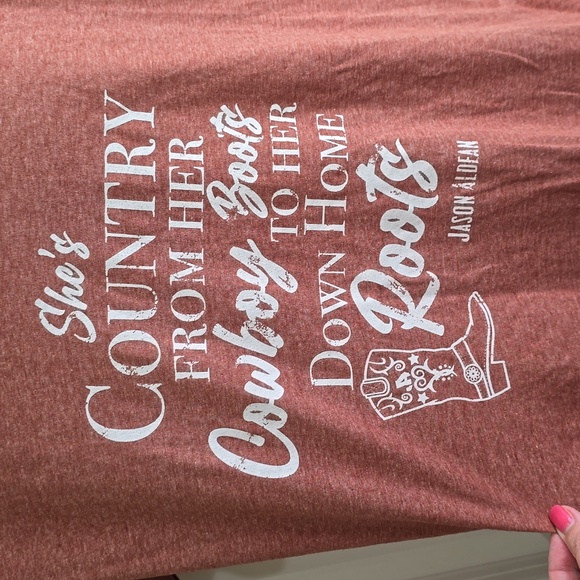 She's
COUNTRY
FROM HER
Cowboy Boots
TO HER
DOWN HOME
Roots
JASON ALDEAN